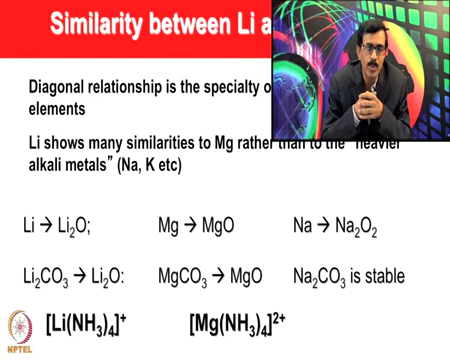 Similarity between Li a
Diagonal relationship is the specialty o
elements
Li shows many similarities to Mg rather than to the "heavier
alkali metals" (Na, K etc)
Li → Li₂O; Mg → MgO Na → Na₂O₂
Li₂CO₃ → Li₂O: MgCO₃ → MgO Na₂CO₃ is stable
[Li(NH₃)₄]⁺ [Mg(NH₃)₄]²⁺
NPTEL